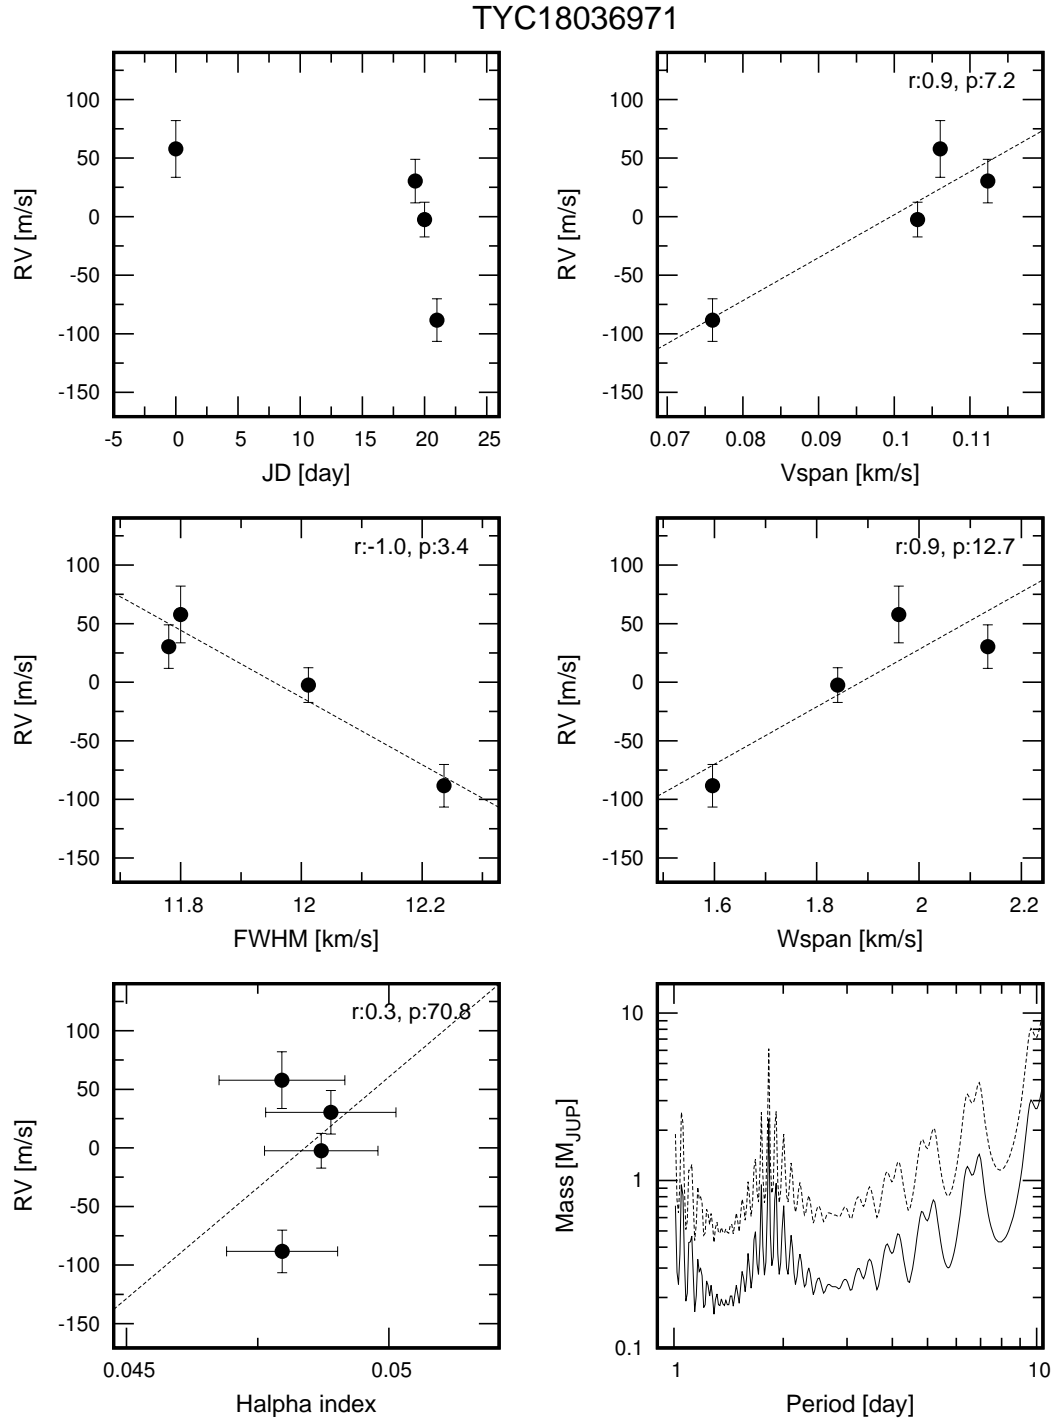 TYC18036971
100
50
0
-50
-100
-150
RV [m/s]
-5 0 5 10 15 20 25
JD [day]
r:0.9, p:7.2
100
50
0
-50
-100
-150
RV [m/s]
0.07 0.08 0.09 0.1 0.11
Vspan [km/s]
r:-1.0, p:3.4
100
50
0
-50
-100
-150
RV [m/s]
11.8 12 12.2
FWHM [km/s]
r:0.9, p:12.7
100
50
0
-50
-100
-150
RV [m/s]
1.6 1.8 2 2.2
Wspan [km/s]
r:0.3, p:70.8
100
50
0
-50
-100
-150
RV [m/s]
0.045 0.05
Halpha index
10
1
0.1
Mass [MJUP]
1 10
Period [day]